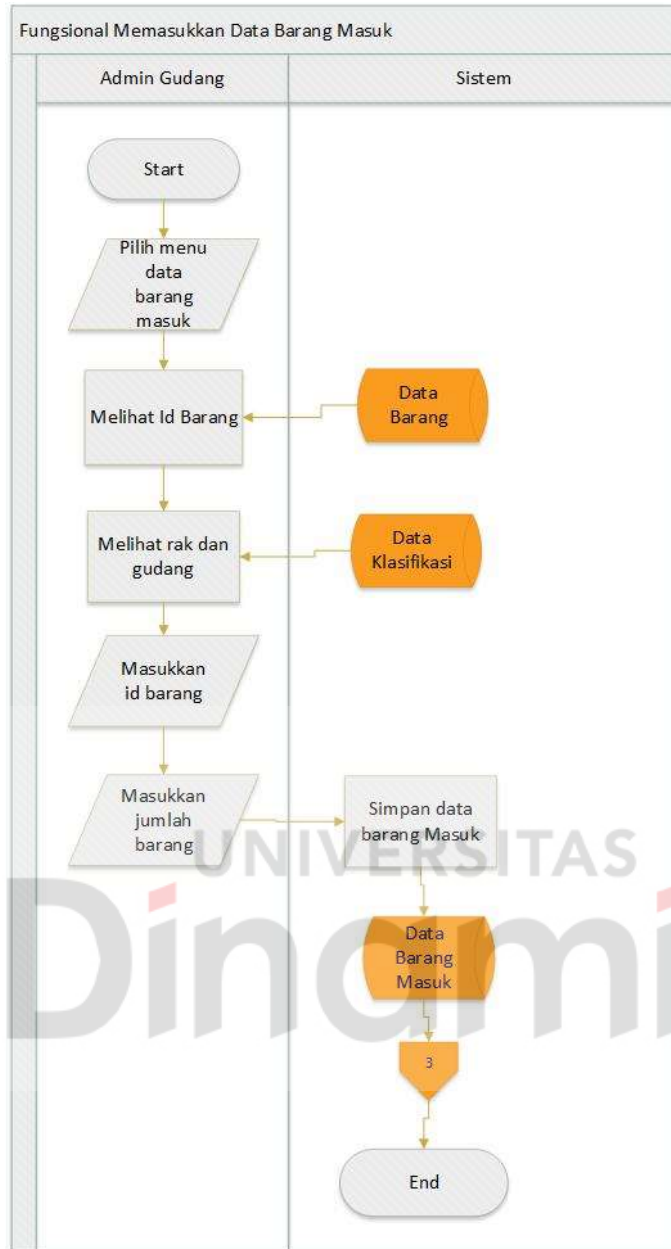 Fungsional Memasukkan Data Barang Masuk
Admin Gudang
Sistem
Start
Pilih menu
data
barang
masuk
Melihat Id Barang
Data
Barang
Melihat rak dan
gudang
Data
Klasifikasi
Masukkan
id barang
Masukkan
jumlah
barang
Simpan data
barang Masuk
UNIVERSITAS
Dinami
Data
Barang
Masuk
3
End